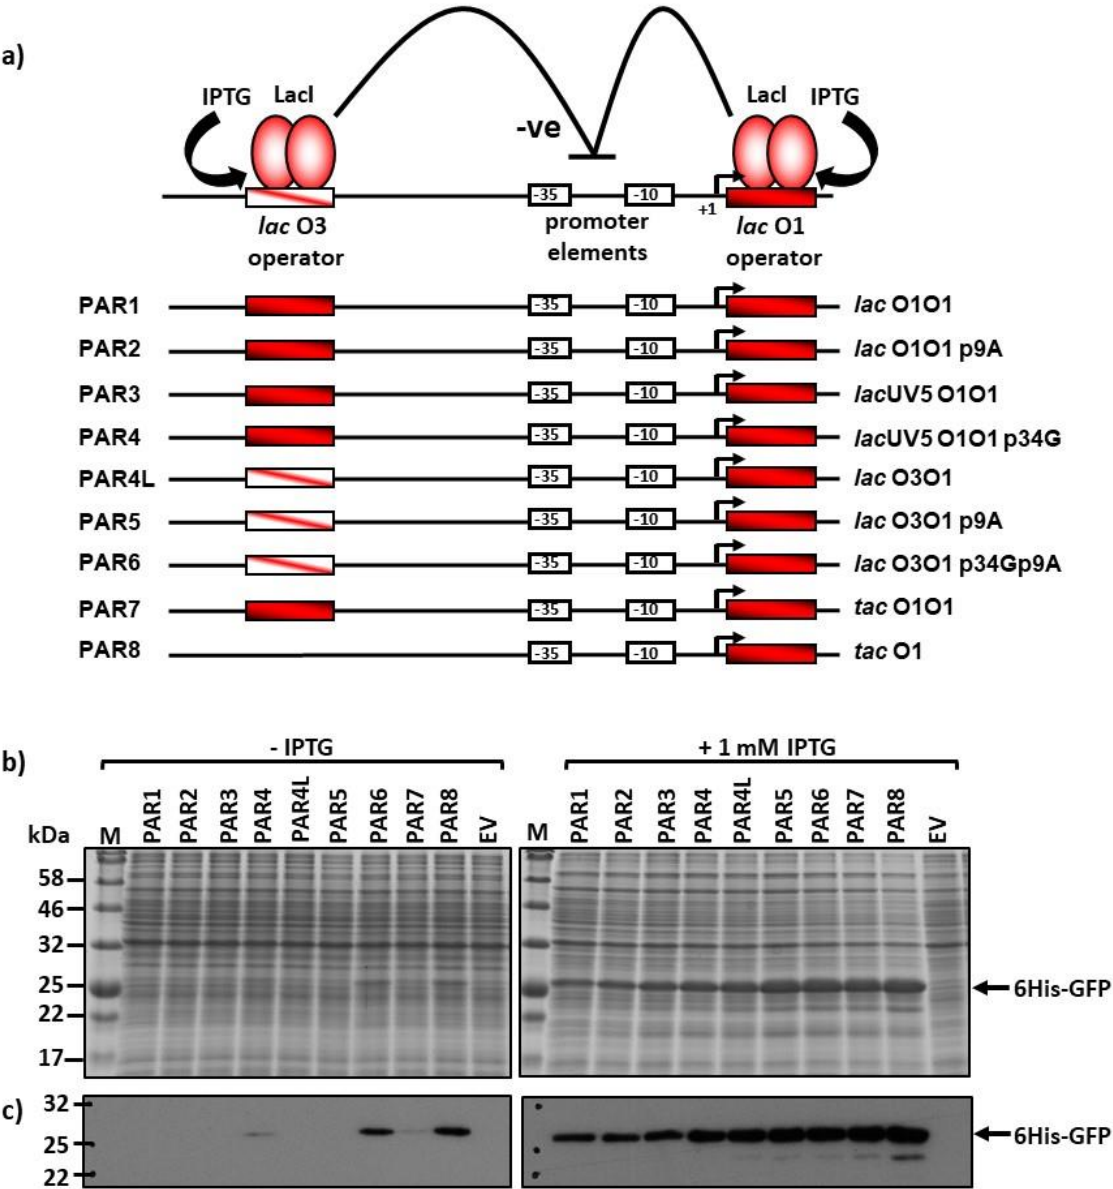 a)
IPTG LacI LacI IPTG
-ve
-35 -10 +1
lac O3 operator
promoter elements
lac O1 operator
PAR1 -35 -10 lac O1O1
PAR2 -35 -10 lac O1O1 p9A
PAR3 -35 -10 lacUV5 O1O1
PAR4 -35 -10 lacUV5 O1O1 p34G
PAR4L -35 -10 lac O3O1
PAR5 -35 -10 lac O3O1 p9A
PAR6 -35 -10 lac O3O1 p34Gp9A
PAR7 -35 -10 tac O1O1
PAR8 -35 -10 tac O1
b)
- IPTG
+ 1 mM IPTG
kDa M PAR1 PAR2 PAR3 PAR4 PAR4L PAR5 PAR6 PAR7 PAR8 EV
M PAR1 PAR2 PAR3 PAR4 PAR4L PAR5 PAR6 PAR7 PAR8 EV
58
46
32
25
22
17
6His-GFP
c)
32
25
22
6His-GFP